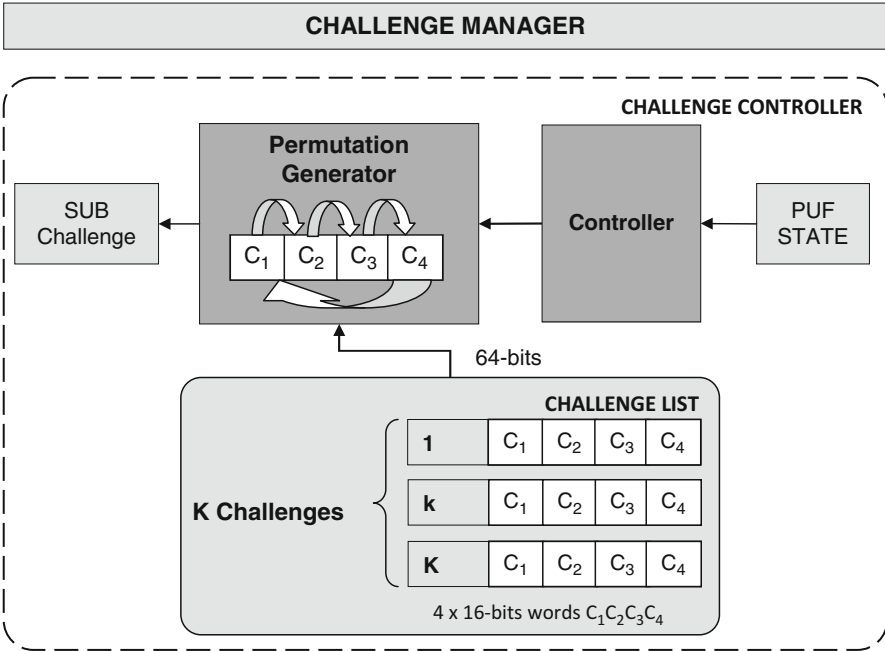 CHALLENGE MANAGER
CHALLENGE CONTROLLER
Permutation
Generator
C₁ C₂ C₃ C₄
SUB
Challenge
Controller
PUF
STATE
64-bits
CHALLENGE LIST
K Challenges
1 C₁ C₂ C₃ C₄
k C₁ C₂ C₃ C₄
K C₁ C₂ C₃ C₄
4 x 16-bits words C₁C₂C₃C₄